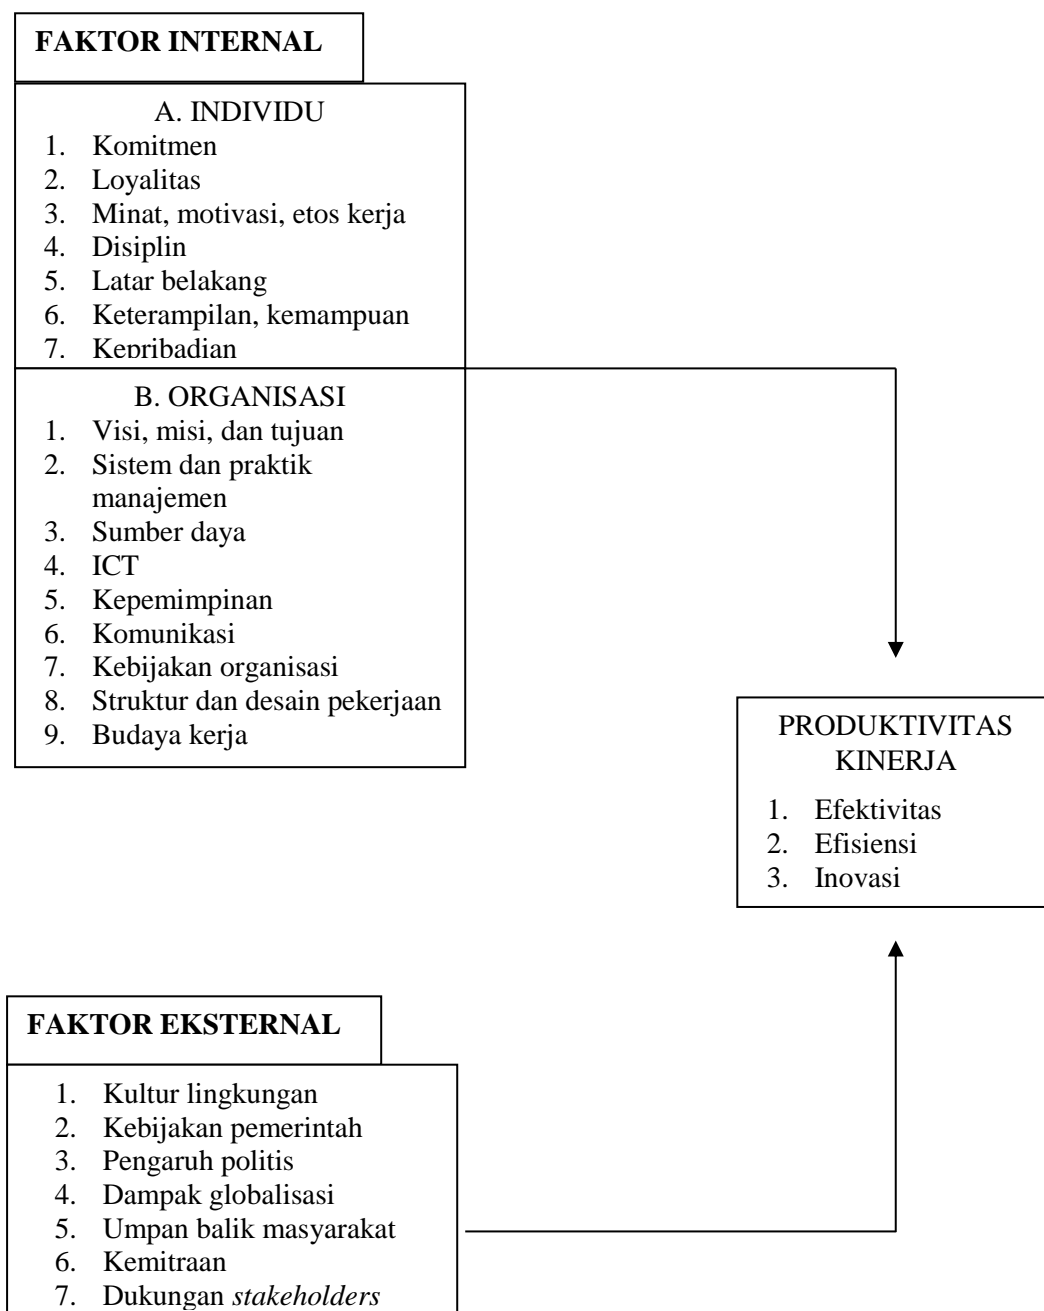 FAKTOR INTERNAL
A. INDIVIDU
1. Komitmen
2. Loyalitas
3. Minat, motivasi, etos kerja
4. Disiplin
5. Latar belakang
6. Keterampilan, kemampuan
7. Kepribadian
B. ORGANISASI
1. Visi, misi, dan tujuan
2. Sistem dan praktik
manajemen
3. Sumber daya
4. ICT
5. Kepemimpinan
6. Komunikasi
7. Kebijakan organisasi
8. Struktur dan desain pekerjaan
9. Budaya kerja
PRODUKTIVITAS
KINERJA
1. Efektivitas
2. Efisiensi
3. Inovasi
FAKTOR EKSTERNAL
1. Kultur lingkungan
2. Kebijakan pemerintah
3. Pengaruh politis
4. Dampak globalisasi
5. Umpan balik masyarakat
6. Kemitraan
7. Dukungan stakeholders